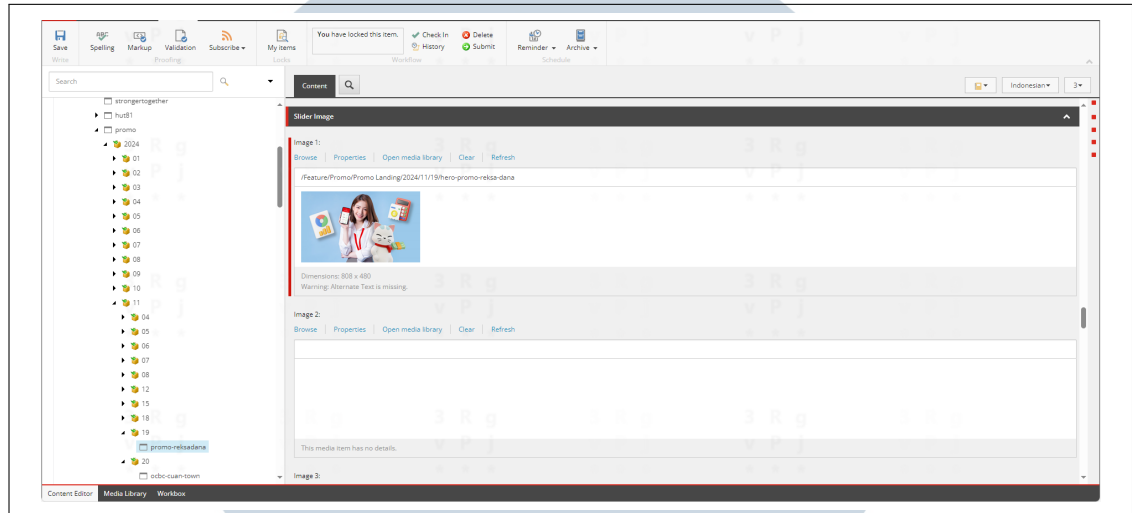 Save
Write
ABC
Spelling
Markup
Validation
Subscribe
Proofing
My items
Locks
You have locked this item.
Check In
History
Delete
Submit
Workflow
Reminder
Archive
Schedule
Search
Content
Indonesian
3
strongertogether
hut81
promo
2024
01
02
03
04
05
06
07
08
09
10
11
04
05
06
07
08
12
15
18
19
promo-reksadana
20
ocbc-cuan-town
Slider Image
Image 1:
Browse Properties Open media library Clear Refresh
/Feature/Promo/Promo Landing/2024/11/19/hero-promo-reksa-dana
Dimensions: 808 x 480
Warning: Alternate Text is missing.
Image 2:
Browse Properties Open media library Clear Refresh
This media item has no details.
Image 3:
Content Editor Media Library Workbox